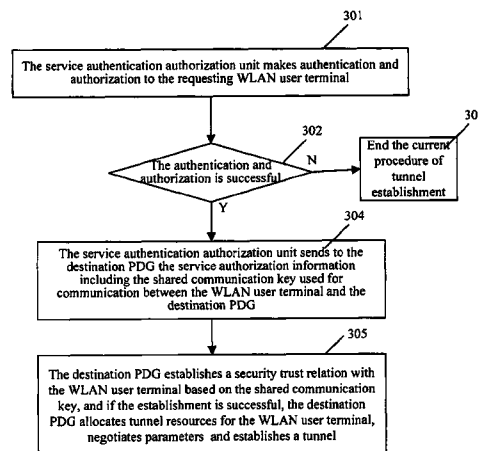 301
The service authentication authorization unit makes authentication and
authorization to the requesting WLAN user terminal
302
The authentication and
authorization is successful
N
Y
30
End the current
procedure of
tunnel
establishment
304
The service authentication authorization unit sends to the
destination PDG the service authorization information
including the shared communication key used for
communication between the WLAN user terminal and the
destination PDG
305
The destination PDG establishes a security trust relation with
the WLAN user terminal based on the shared communication
key, and if the establishment is successful, the destination
PDG allocates tunnel resources for the WLAN user terminal,
negotiates parameters and establishes a tunnel